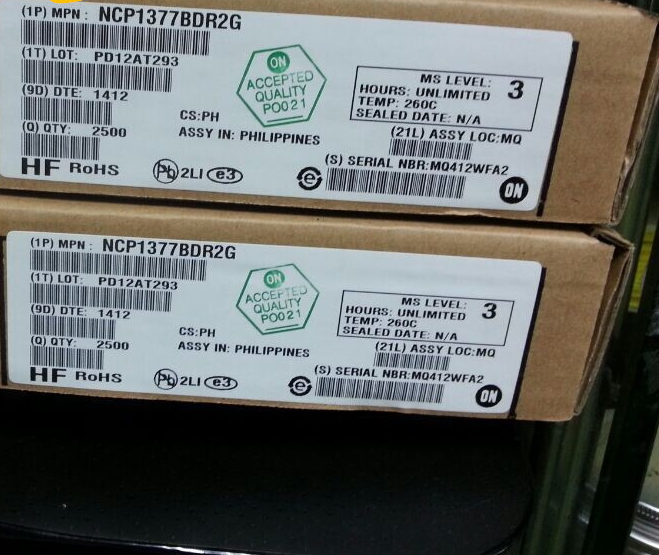 (1P) MPN : NCP1377BDR2G
(1T) LOT: PD12AT293
(9D) DTE: 1412
(Q) QTY: 2500
HF RoHS
Pb 2LI e3
CS:PH
ASSY IN: PHILIPPINES
ON
ACCEPTED
QUALITY
P0021
MS LEVEL: 3
HOURS: UNLIMITED
TEMP: 260C
SEALED DATE: N/A
(21L) ASSY LOC:MQ
(S) SERIAL NBR:MQ412WFA2
e
ON
(1P) MPN : NCP1377BDR2G
(1T) LOT: PD12AT293
(9D) DTE: 1412
(Q) QTY: 2500
HF RoHS
Pb 2LI e3
CS:PH
ASSY IN: PHILIPPINES
ON
ACCEPTED
QUALITY
P0021
MS LEVEL: 3
HOURS: UNLIMITED
TEMP: 260C
SEALED DATE: N/A
(21L) ASSY LOC:MQ
(S) SERIAL NBR:MQ412WFA2
e
ON